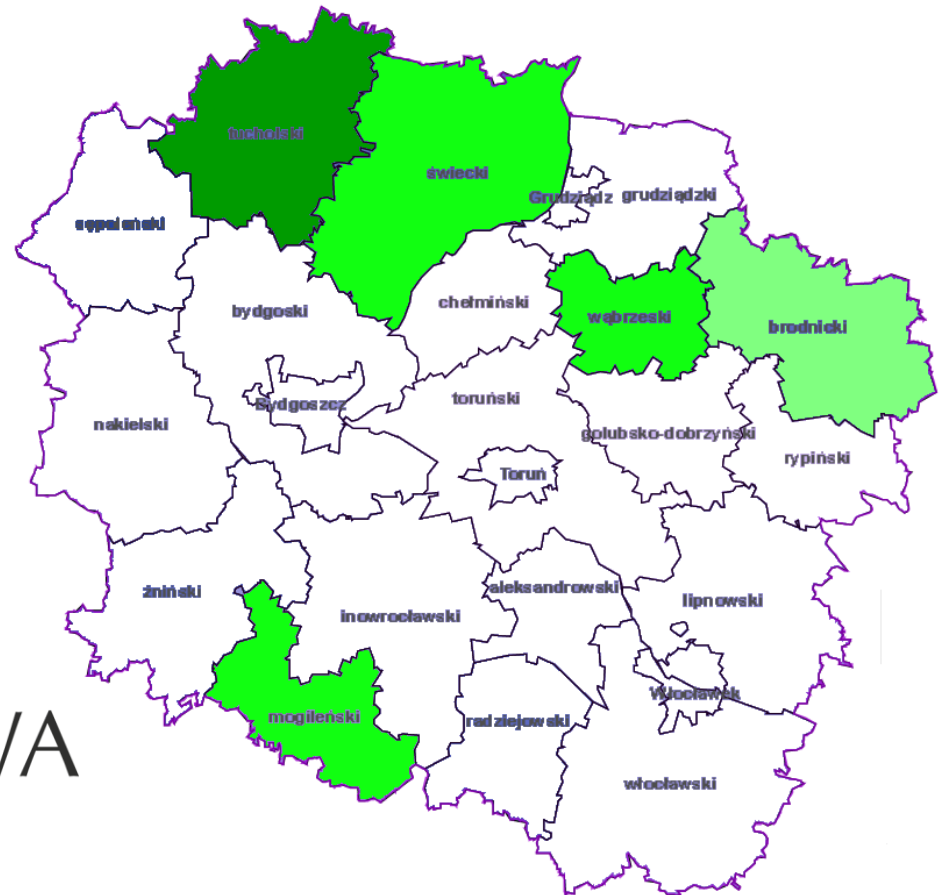 tucholski
świecki
Grudziądz
grudziądzki
sępoleński
bydgoski
chełmiński
wąbrzeski
brodnicki
Bydgoszcz
toruński
nakielski
golubsko-dobrzyński
rypiński
Toruń
żniński
aleksandrowski
inowrocławski
lipnowski
Włocławek
mogileński
radziejowski
włocławski
/A